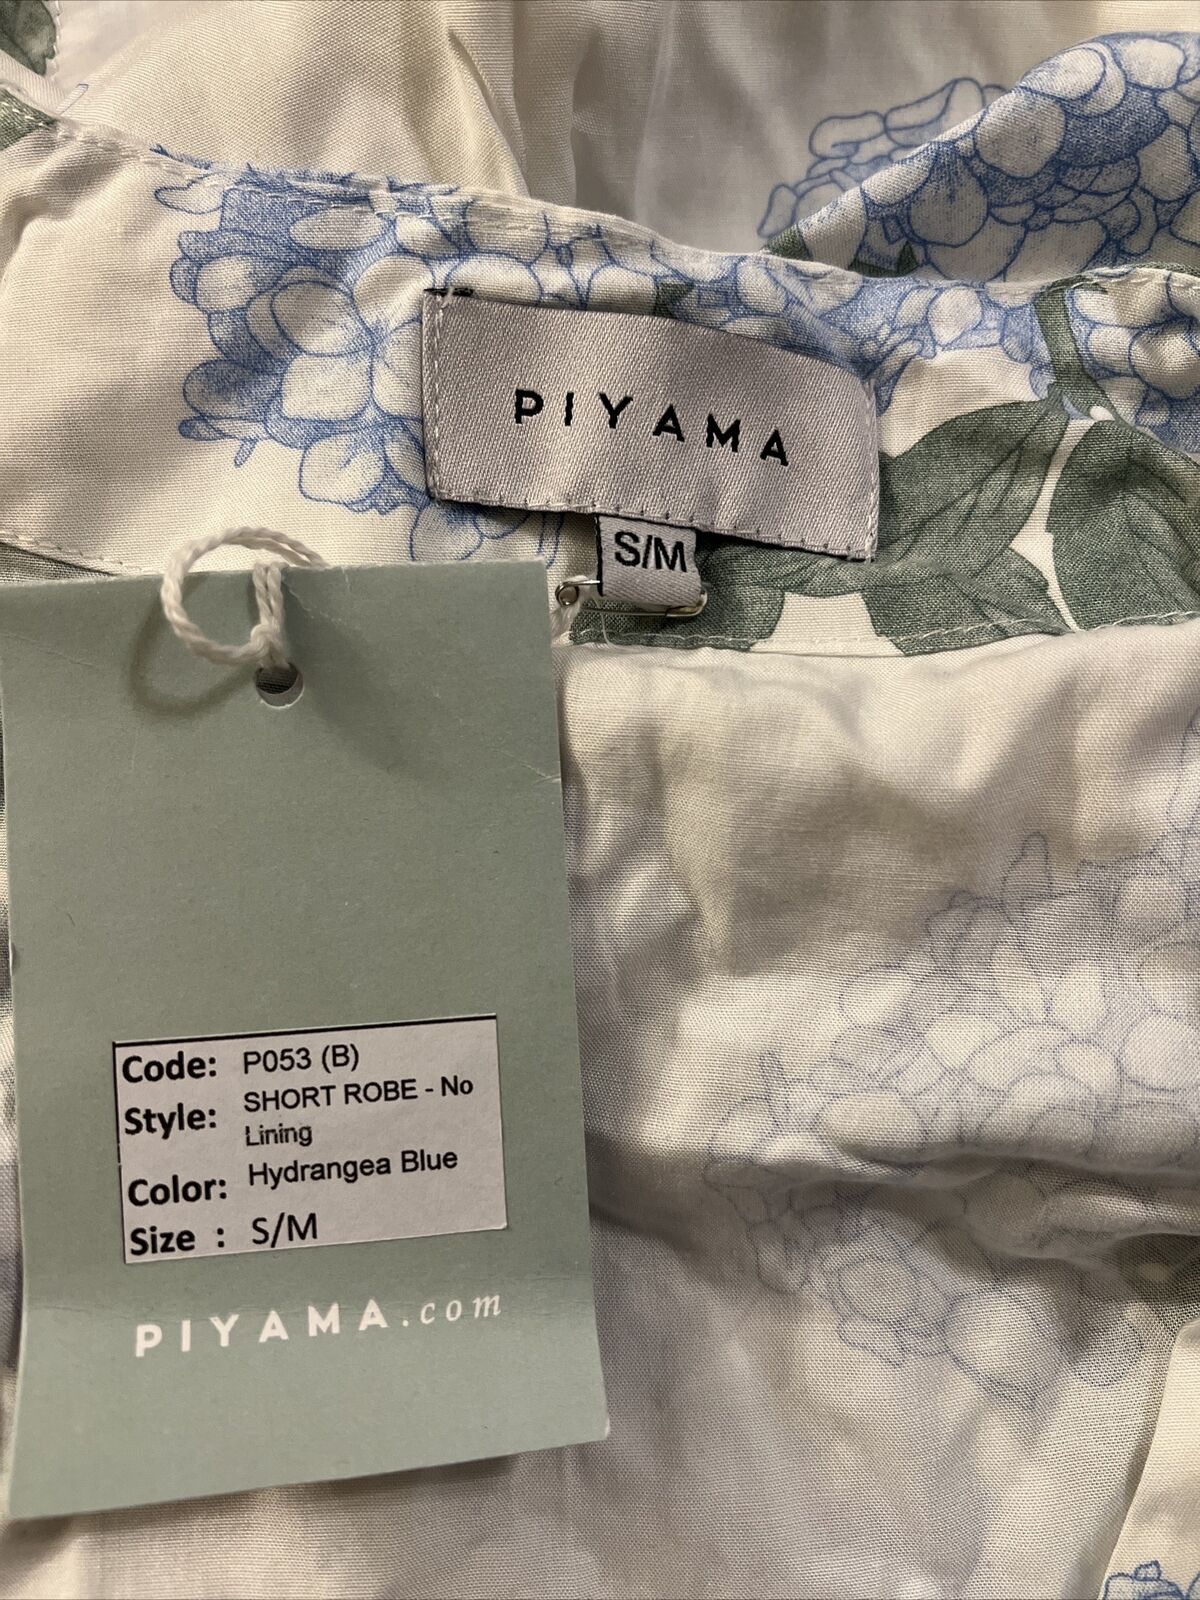 PIYAMA
S/M
Code: P053 (B)
Style: SHORT ROBE - No
Lining
Color: Hydrangea Blue
Size : S/M
PIYAMA.com